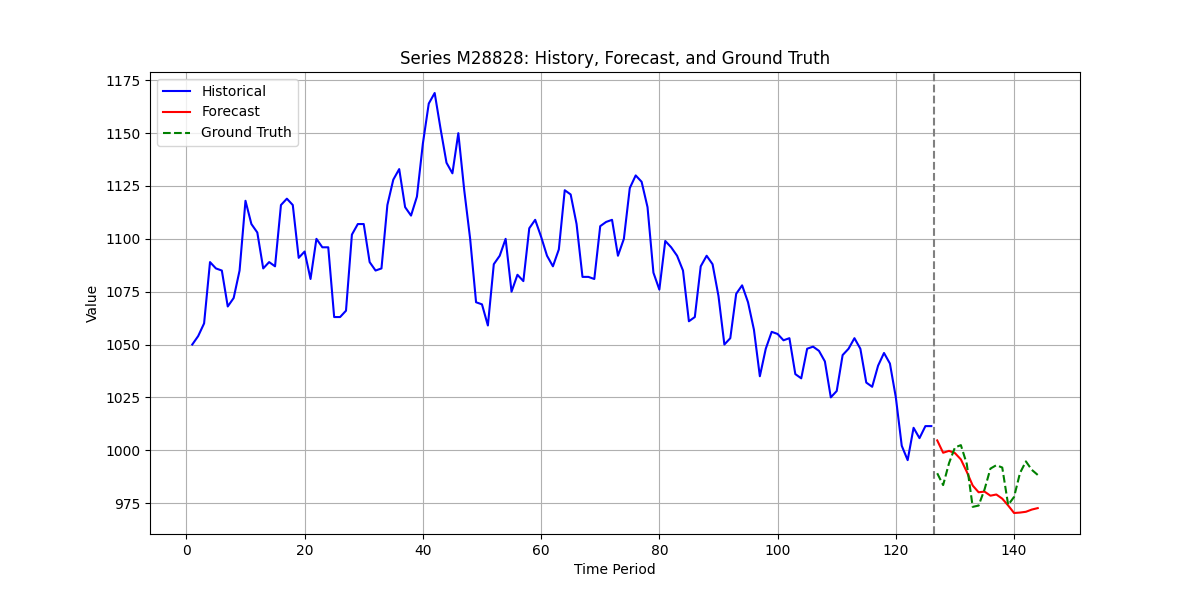 Series M28828: History, Forecast, and Ground Truth
Historical
Forecast
Ground Truth
1175
1150
1125
1100
1075
1050
1025
1000
975
Value
0 20 40 60 80 100 120 140
Time Period